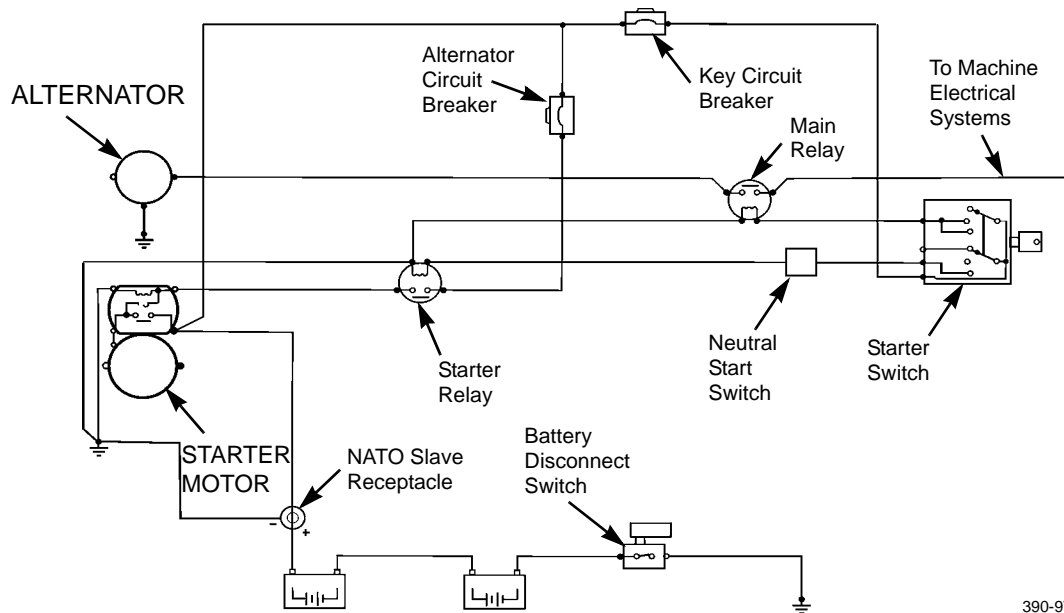 Alternator
Circuit
Breaker
Key Circuit
Breaker
To Machine
Electrical
Systems
ALTERNATOR
Main
Relay
Starter
Relay
Neutral
Start
Switch
Starter
Switch
STARTER
MOTOR
NATO Slave
Receptacle
Battery
Disconnect
Switch
– +
390-9